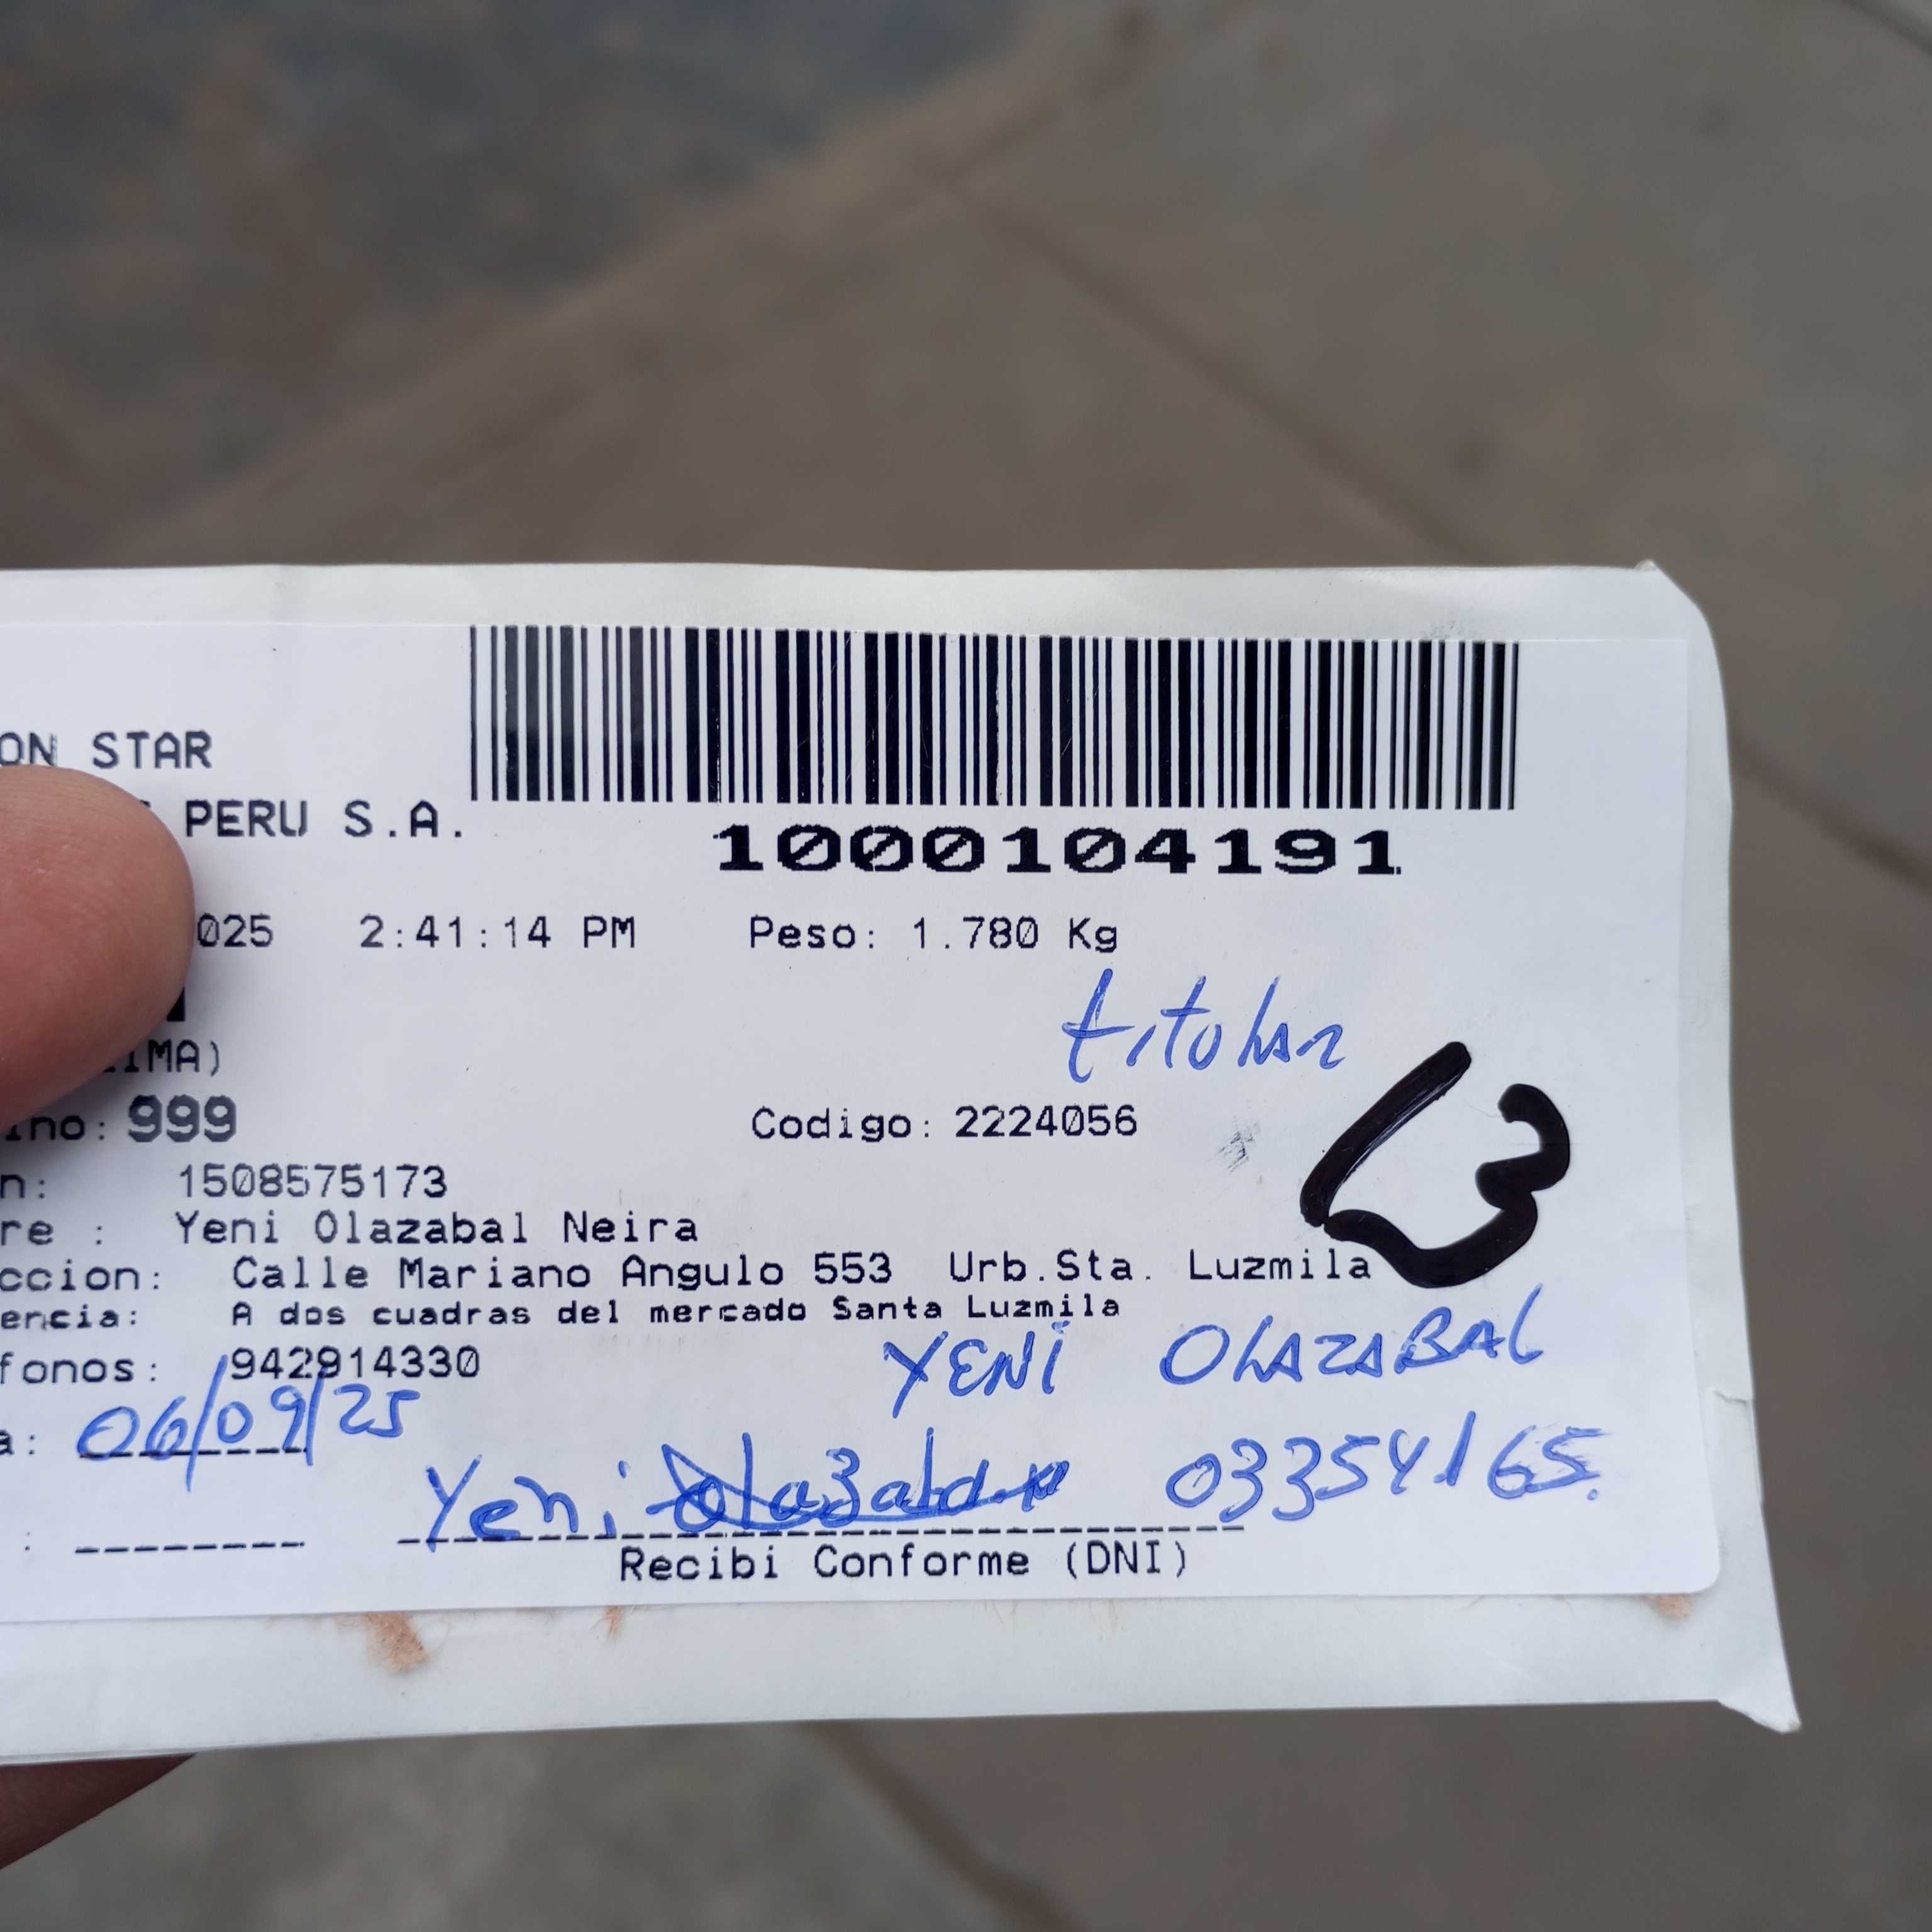 ON STAR
PERU S.A.
1000104191
025 2:41:14 PM Peso: 1.780 Kg
titular
IMA)
ino: 999 Codigo: 2224056
n: 1508575173
re : Yeni Olazabal Neira
ccion: Calle Mariano Angulo 553 Urb.Sta. Luzmila
encia: A dos cuadras del mercado Santa Luzmila
fonos: 942914330
YENI OLAZABAL
a: 06/09/25
Yeni Olazabal N 03354165.
: --------
Recibi Conforme (DNI)